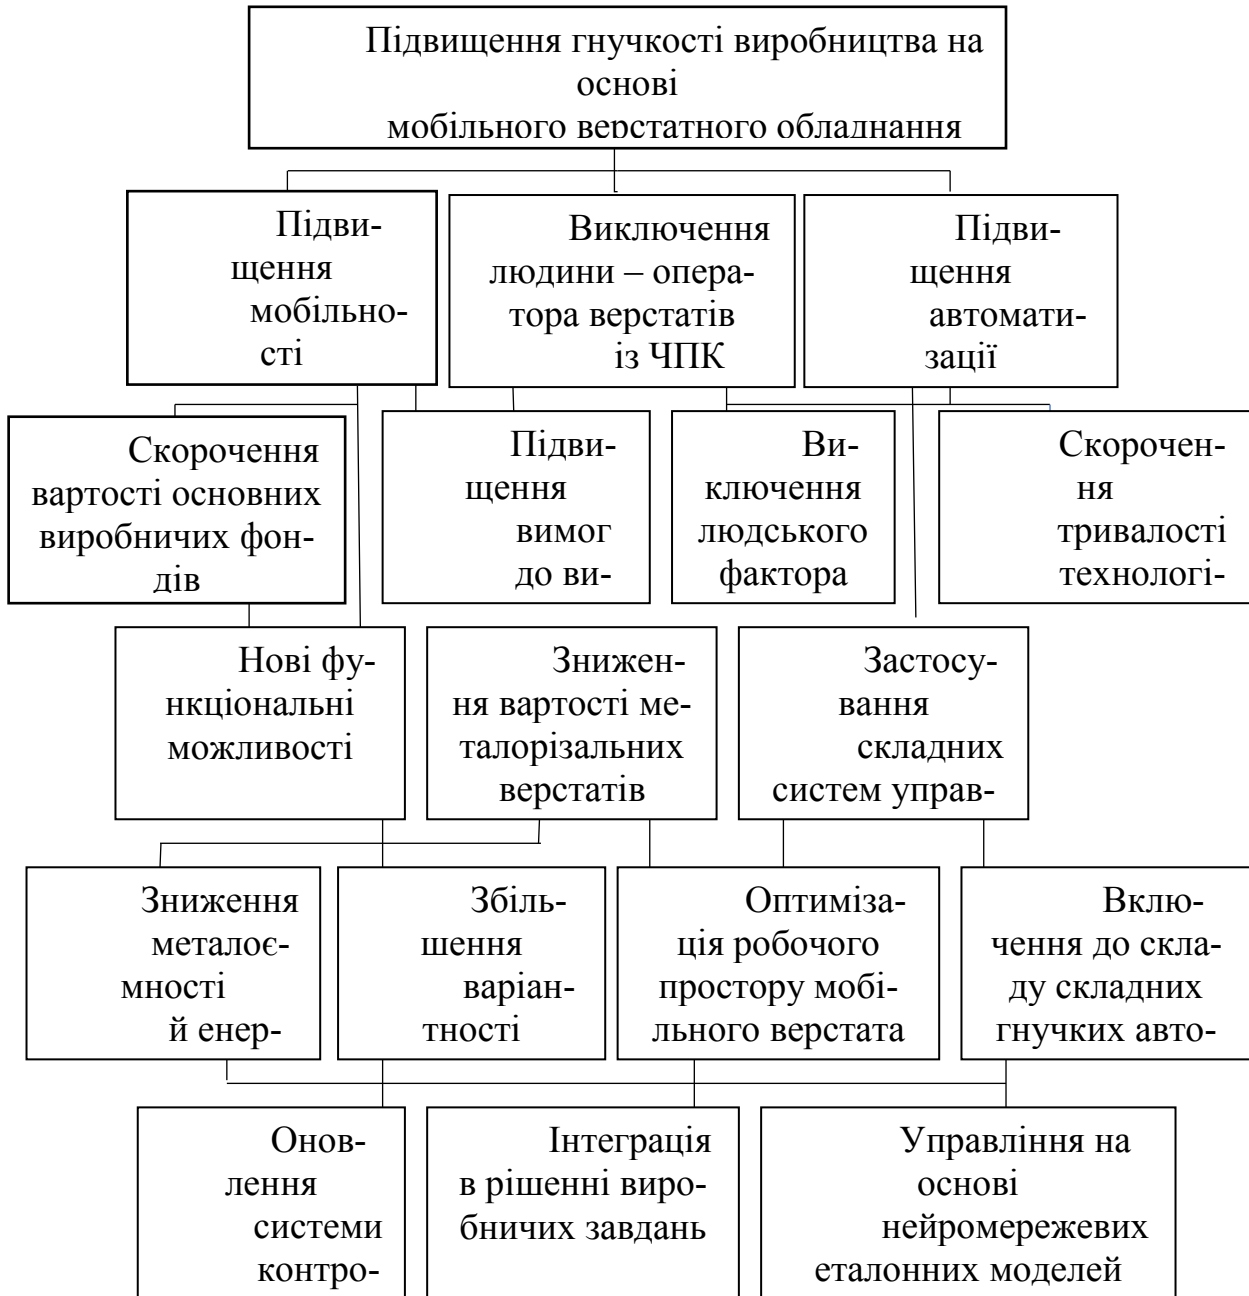 Підвищення гнучкості виробництва на
основі
мобільного верстатного обладнання
Підви-
щення
мобільно-
сті
Виключення
людини – опера-
тора верстатів
із ЧПК
Підви-
щення
автомати-
зації
Скорочення
вартості основних
виробничих фон-
дів
Підви-
щення
вимог
до ви-
Ви-
ключення
людського
фактора
Скорочен-
ня
тривалості
технологі-
Нові фу-
нкціональні
можливості
Знижен-
ня вартості ме-
талорізальних
верстатів
Застосу-
вання
складних
систем управ-
Зниження
металоє-
мності
й енер-
Збіль-
шення
варіан-
тності
Оптиміза-
ція робочого
простору мобі-
льного верстата
Вклю-
чення до скла-
ду складних
гнучких авто-
Онов-
лення
системи
контро-
Інтеграція
в рішенні виро-
бничих завдань
Управління на
основі
нейромережевих
еталонних моделей